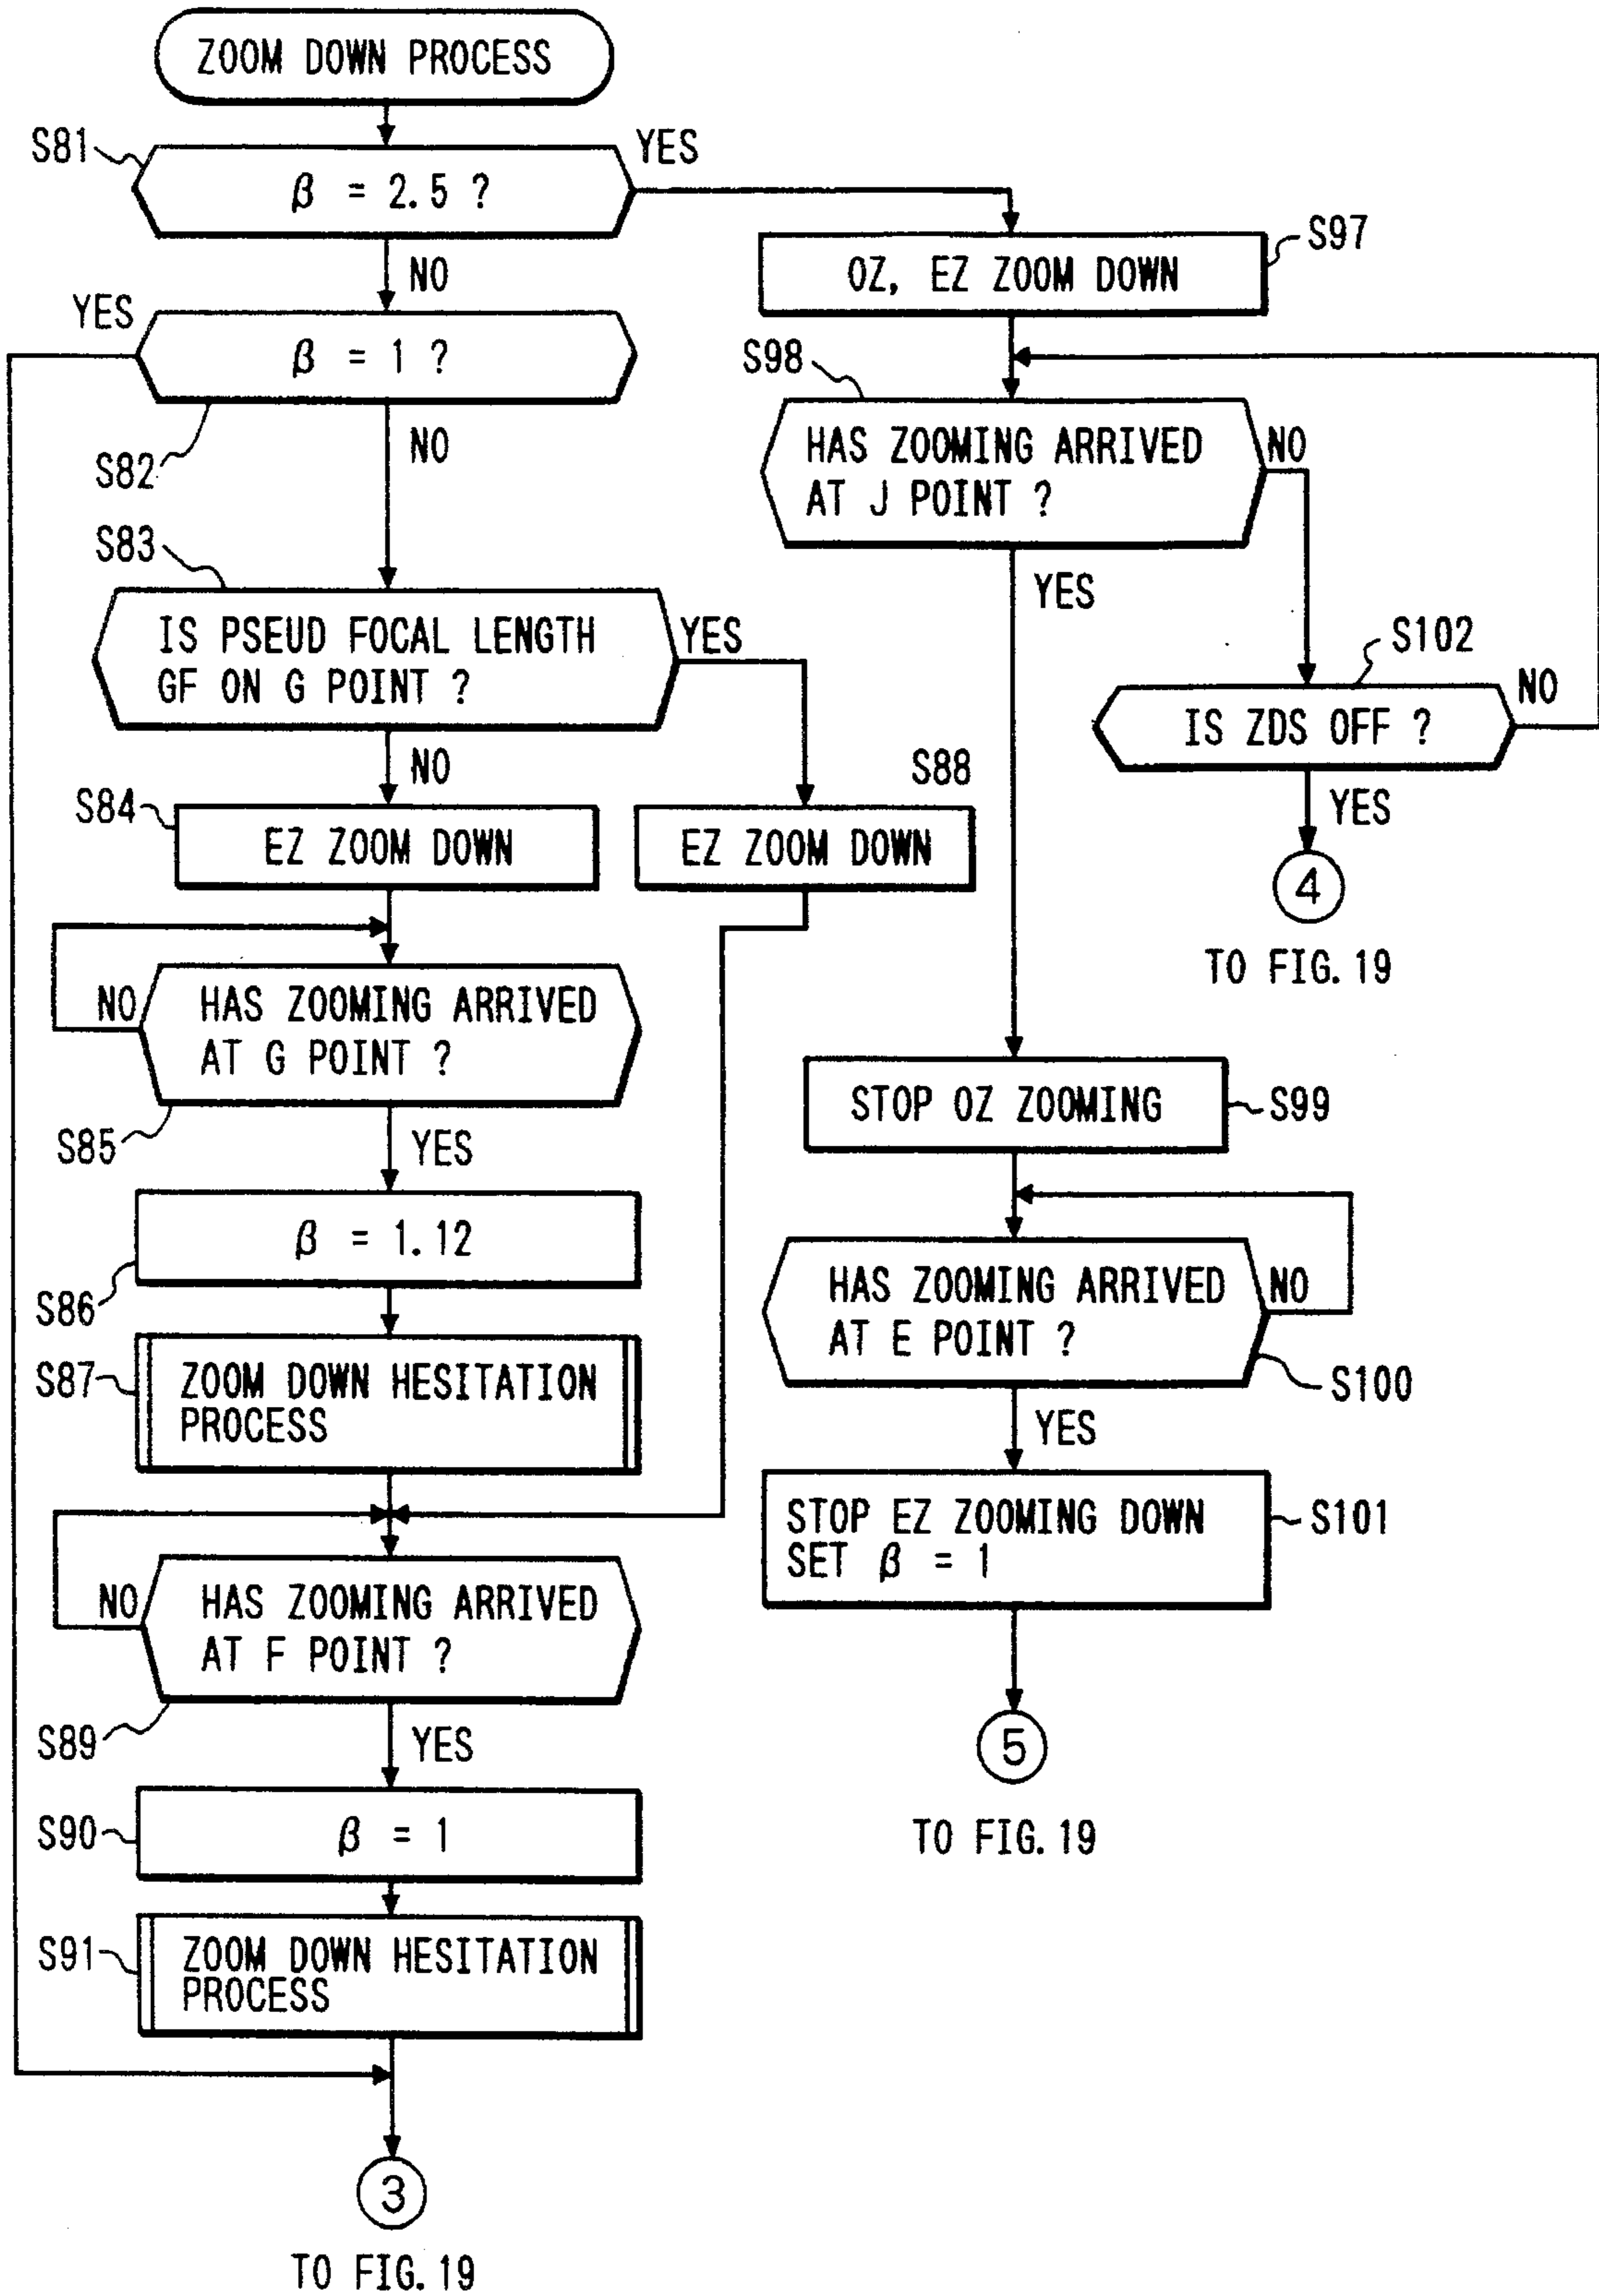 ZOOM DOWN PROCESS
S81
β = 2.5 ?
YES
NO
YES
β = 1 ?
S82
NO
S83
IS PSEUD FOCAL LENGTH
GF ON G POINT ?
YES
NO
S84
EZ ZOOM DOWN
S88
EZ ZOOM DOWN
NO
HAS ZOOMING ARRIVED
AT G POINT ?
S85
YES
β = 1.12
S86
S87
ZOOM DOWN HESITATION
PROCESS
NO
HAS ZOOMING ARRIVED
AT F POINT ?
S89
YES
S90
β = 1
S91
ZOOM DOWN HESITATION
PROCESS
3
TO FIG. 19
OZ, EZ ZOOM DOWN
S97
S98
HAS ZOOMING ARRIVED
AT J POINT ?
NO
YES
S102
IS ZDS OFF ?
NO
YES
4
TO FIG. 19
STOP OZ ZOOMING
S99
HAS ZOOMING ARRIVED
AT E POINT ?
NO
S100
YES
STOP EZ ZOOMING DOWN
SET β = 1
S101
5
TO FIG. 19